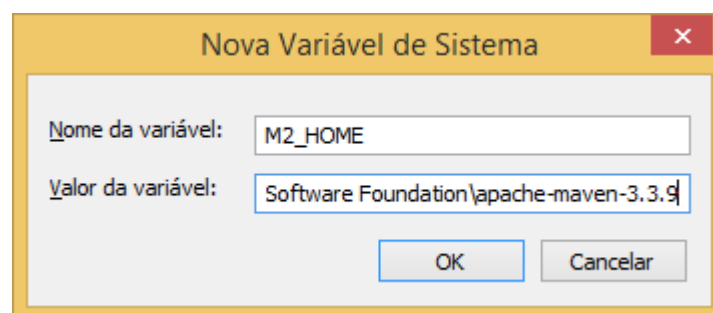 Nova Variável de Sistema
Nome da variável: M2_HOME
Valor da variável: Software Foundation\apache-maven-3.3.9
OK Cancelar